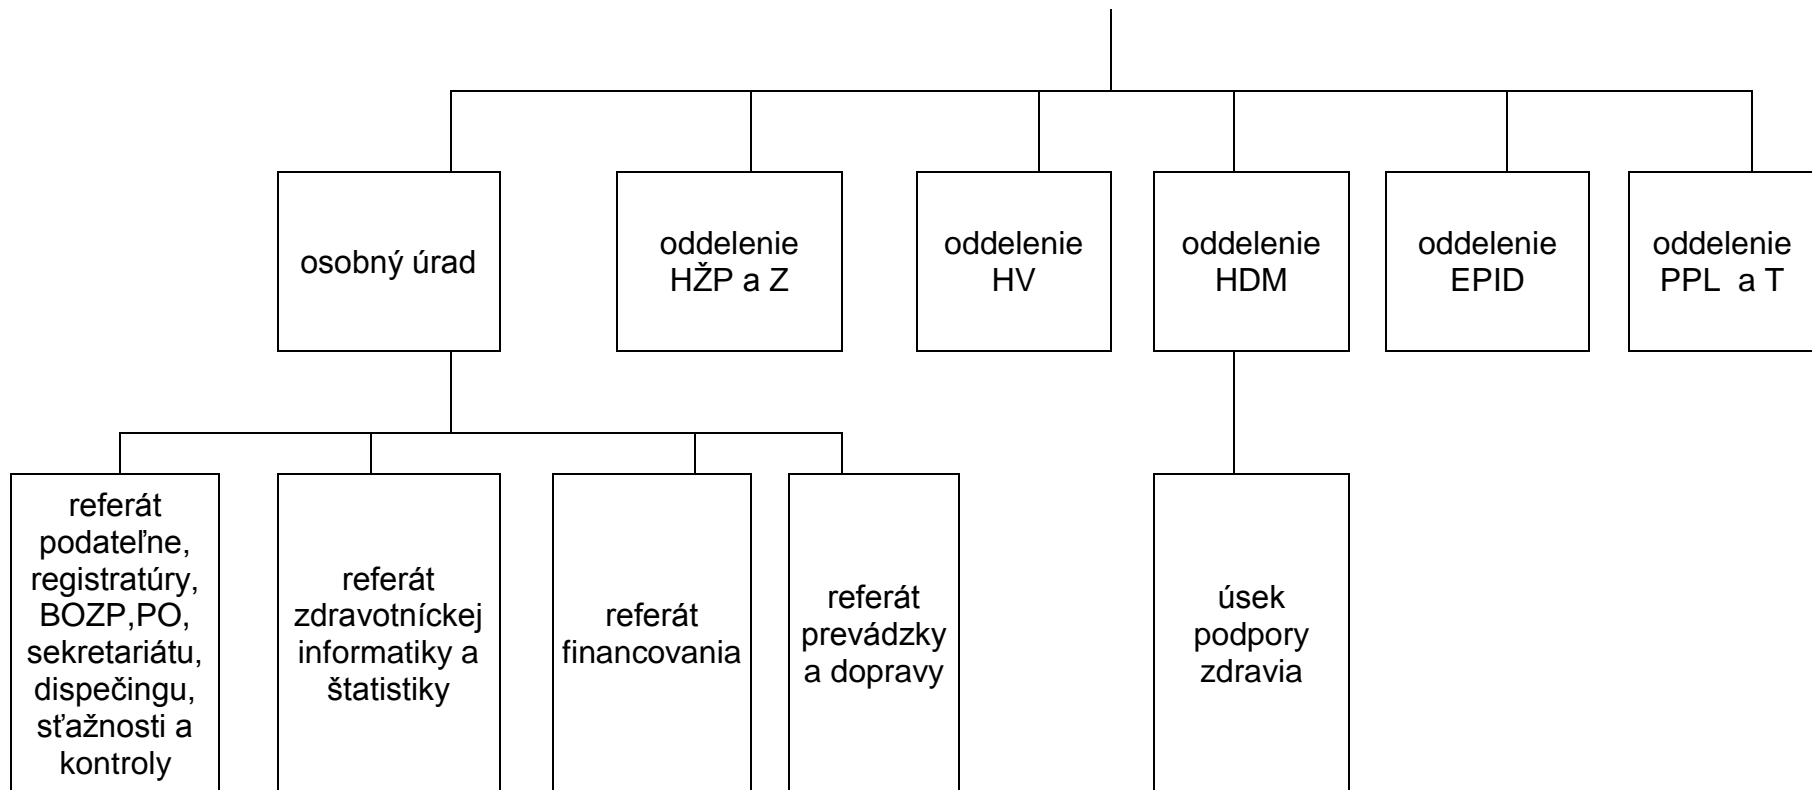 osobný úrad
oddelenie
HŽP a Z
oddelenie
HV
oddelenie
HDM
oddelenie
EPID
oddelenie
PPL a T
referát
podateľne,
registratúry,
BOZP,PO,
sekretariátu,
dispečingu,
sťažnosti a
kontroly
referát
zdravotníckej
informatiky a
štatistiky
referát
financovania
referát
prevádzky
a dopravy
úsek
podpory
zdravia